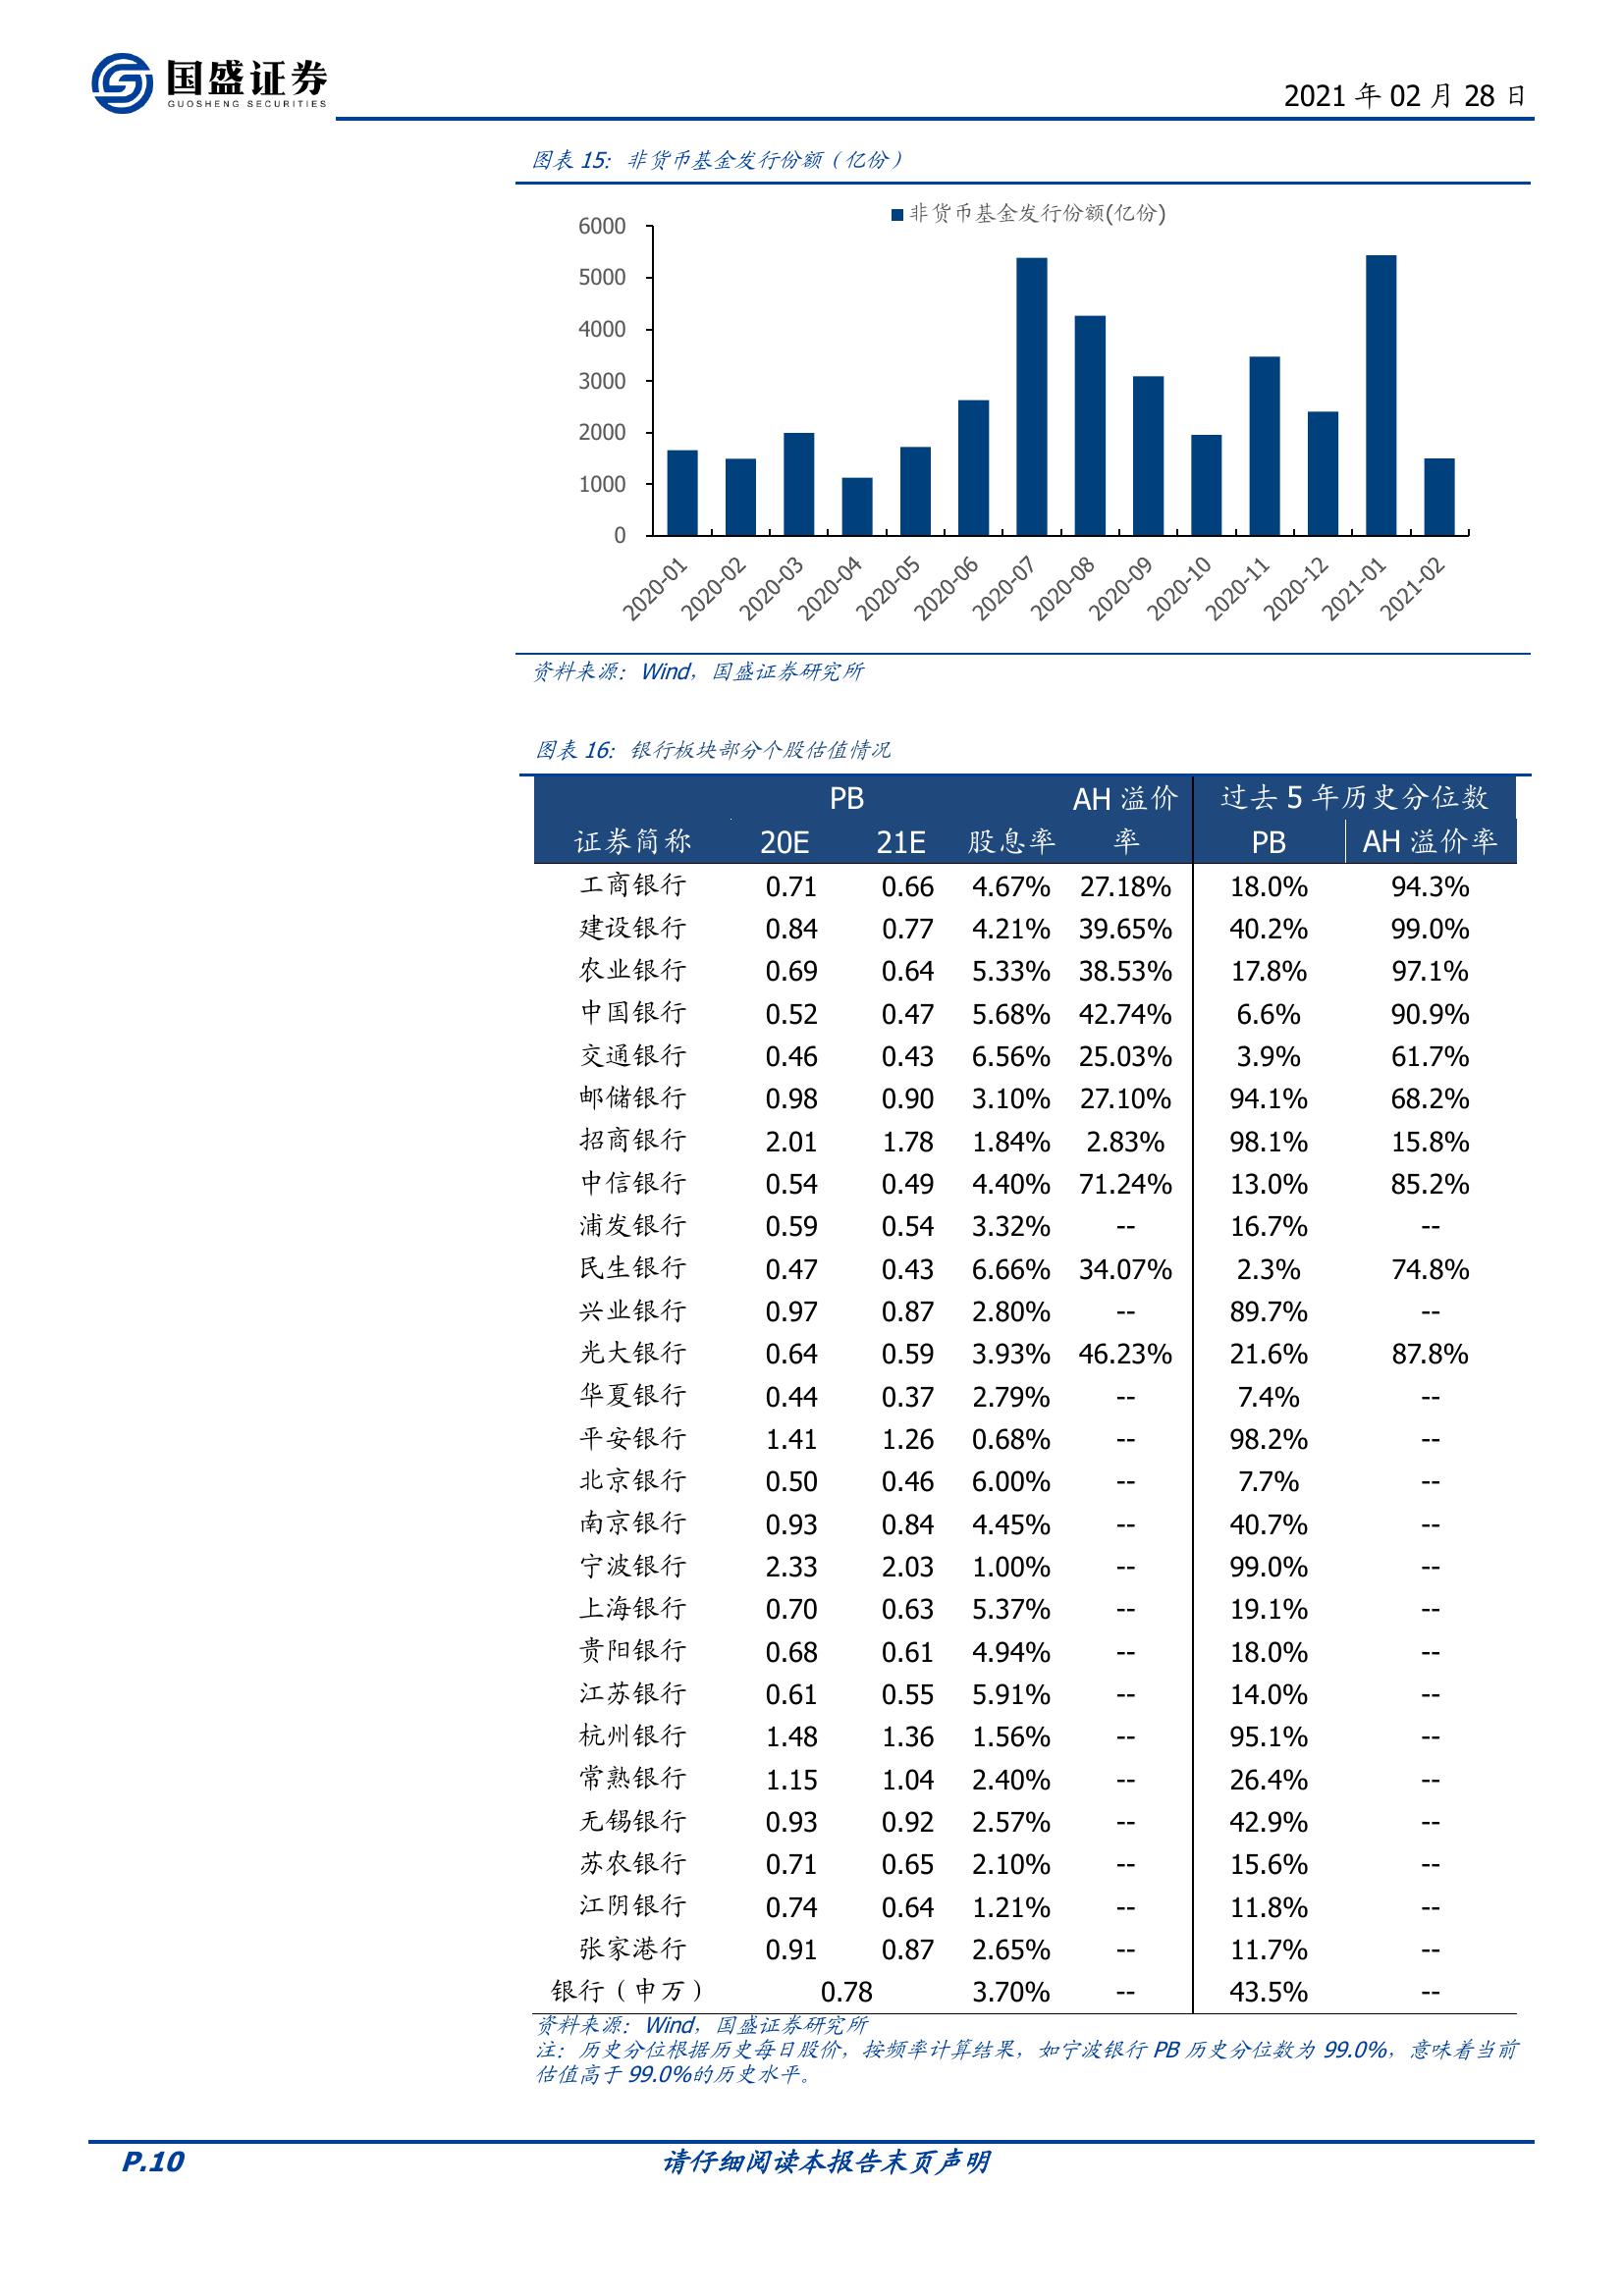 国盛证券
GUOSHENG SECURITIES
2021 年 02 月 28 日
图表 15: 非货币基金发行份额（亿份）
非货币基金发行份额(亿份)
6000
5000
4000
3000
2000
1000
0
2020-01 2020-02 2020-03 2020-04 2020-05 2020-06 2020-07 2020-08 2020-09 2020-10 2020-11 2020-12 2021-01 2021-02
资料来源：Wind，国盛证券研究所
图表 16: 银行板块部分个股估值情况
PB AH 溢价 过去 5 年历史分位数
证券简称 20E 21E 股息率 率 PB AH 溢价率
工商银行 0.71 0.66 4.67% 27.18% 18.0% 94.3%
建设银行 0.84 0.77 4.21% 39.65% 40.2% 99.0%
农业银行 0.69 0.64 5.33% 38.53% 17.8% 97.1%
中国银行 0.52 0.47 5.68% 42.74% 6.6% 90.9%
交通银行 0.46 0.43 6.56% 25.03% 3.9% 61.7%
邮储银行 0.98 0.90 3.10% 27.10% 94.1% 68.2%
招商银行 2.01 1.78 1.84% 2.83% 98.1% 15.8%
中信银行 0.54 0.49 4.40% 71.24% 13.0% 85.2%
浦发银行 0.59 0.54 3.32% -- 16.7% --
民生银行 0.47 0.43 6.66% 34.07% 2.3% 74.8%
兴业银行 0.97 0.87 2.80% -- 89.7% --
光大银行 0.64 0.59 3.93% 46.23% 21.6% 87.8%
华夏银行 0.44 0.37 2.79% -- 7.4% --
平安银行 1.41 1.26 0.68% -- 98.2% --
北京银行 0.50 0.46 6.00% -- 7.7% --
南京银行 0.93 0.84 4.45% -- 40.7% --
宁波银行 2.33 2.03 1.00% -- 99.0% --
上海银行 0.70 0.63 5.37% -- 19.1% --
贵阳银行 0.68 0.61 4.94% -- 18.0% --
江苏银行 0.61 0.55 5.91% -- 14.0% --
杭州银行 1.48 1.36 1.56% -- 95.1% --
常熟银行 1.15 1.04 2.40% -- 26.4% --
无锡银行 0.93 0.92 2.57% -- 42.9% --
苏农银行 0.71 0.65 2.10% -- 15.6% --
江阴银行 0.74 0.64 1.21% -- 11.8% --
张家港行 0.91 0.87 2.65% -- 11.7% --
银行（申万） 0.78 3.70% -- 43.5% --
资料来源：Wind，国盛证券研究所
注：历史分位根据历史每日股价，按频率计算结果，如宁波银行 PB 历史分位数为 99.0%，意味着当前
估值高于 99.0%的历史水平。
P.10 请仔细阅读本报告末页声明